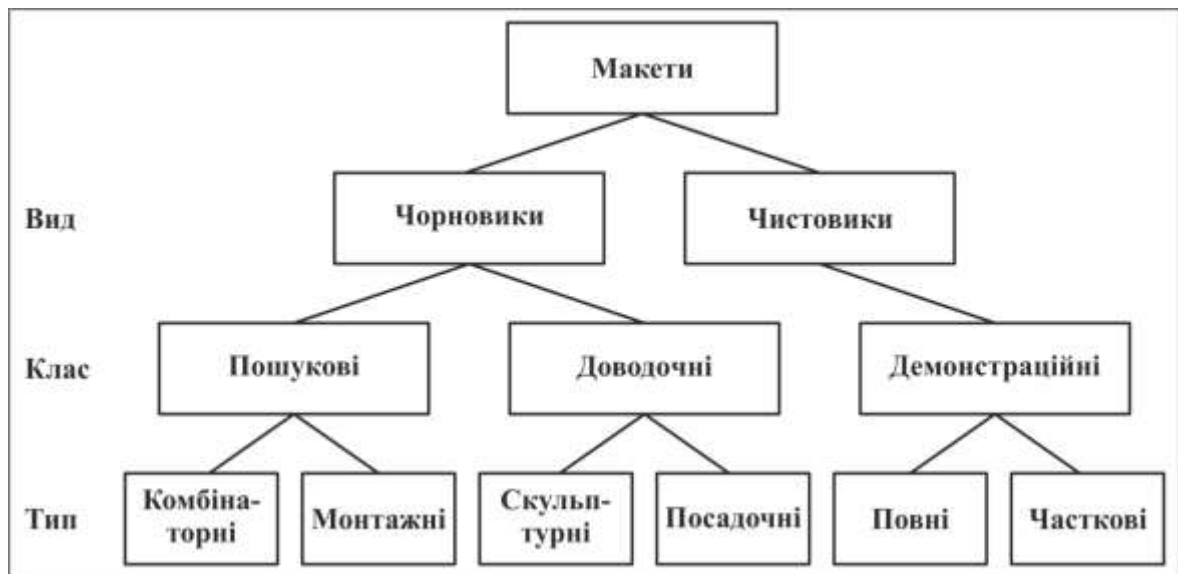 Макети
Вид
Чорновики
Чистовики
Клас
Пошукові
Доводочні
Демонстраційні
Тип
Комбіна-
торні
Монтажні
Скульп-
турні
Посадочні
Повні
Часткові